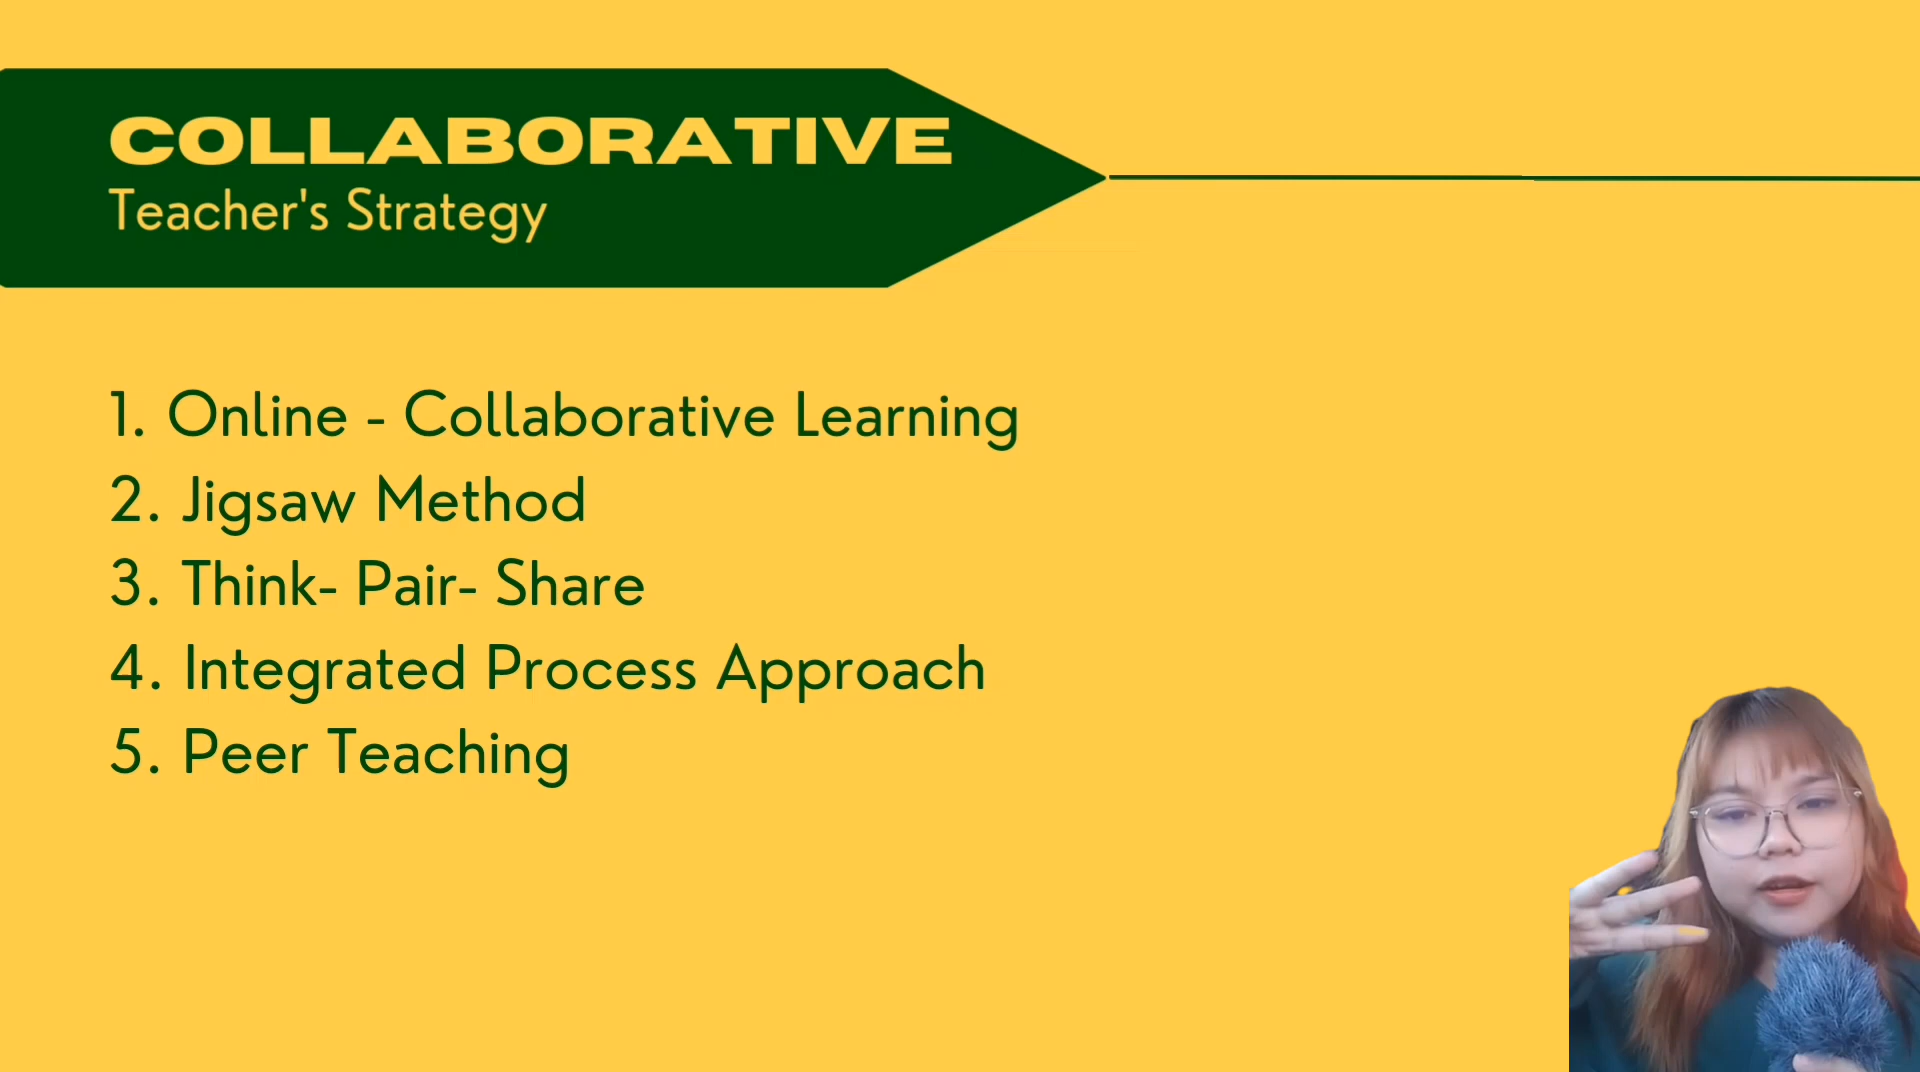 COLLABORATIVE
Teacher's Strategy
1. Online - Collaborative Learning
2. Jigsaw Method
3. Think- Pair- Share
4. Integrated Process Approach
5. Peer Teaching